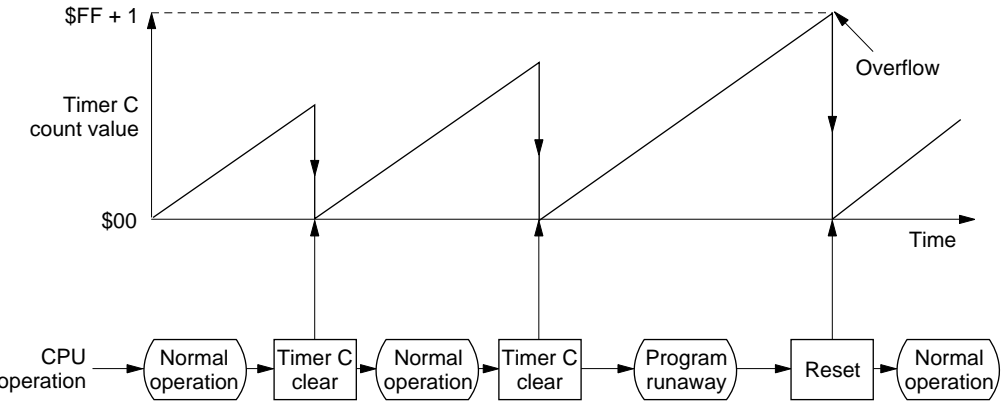 $FF + 1
Overflow
Timer C
count value
$00
Time
CPU
operation
Normal
operation
Timer C
clear
Normal
operation
Timer C
clear
Program
runaway
Reset
Normal
operation